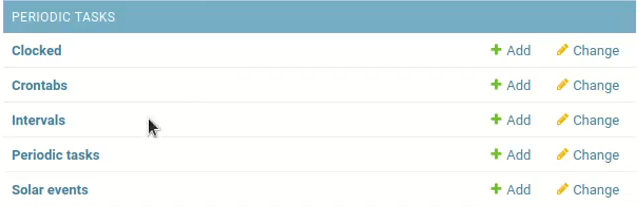 PERIODIC TASKS
Clocked Add Change
Crontabs Add Change
Intervals Add Change
Periodic tasks Add Change
Solar events Add Change